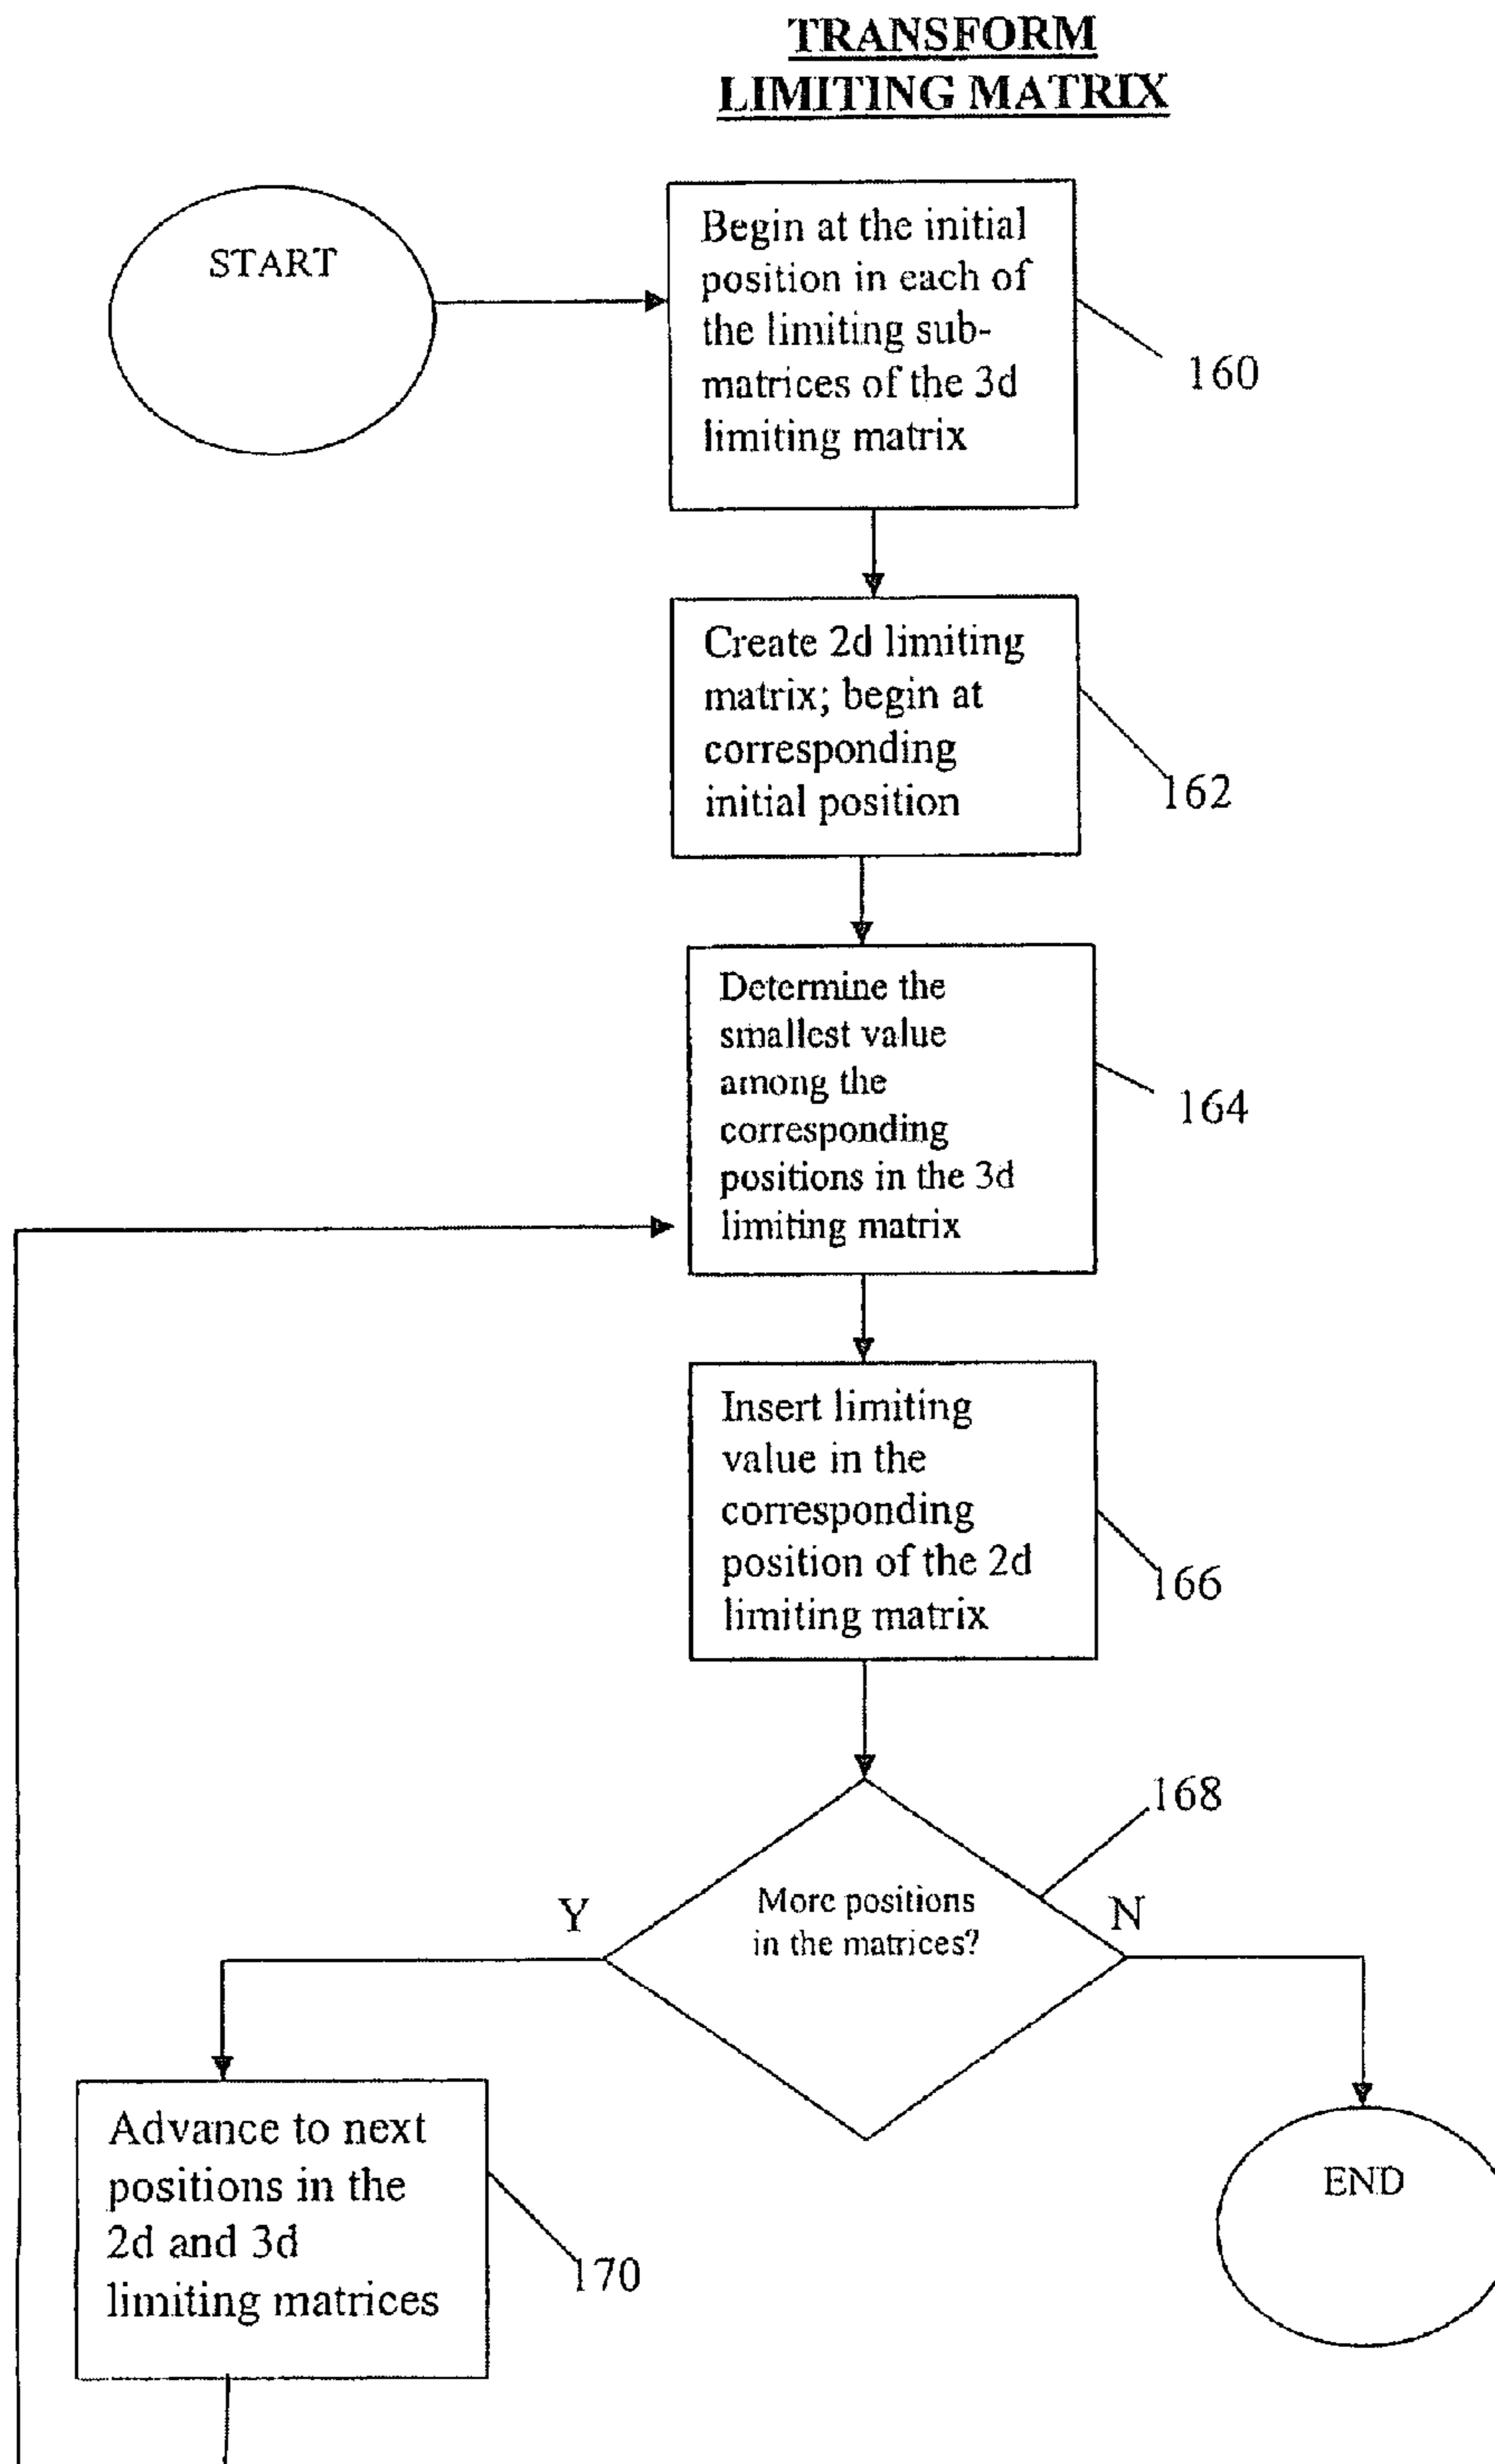 TRANSFORM
LIMITING MATRIX
START
Begin at the initial
position in each of
the limiting sub-
matrices of the 3d
limiting matrix
160
Create 2d limiting
matrix; begin at
corresponding
initial position
162
Determine the
smallest value
among the
corresponding
positions in the 3d
limiting matrix
164
Insert limiting
value in the
corresponding
position of the 2d
limiting matrix
166
168
More positions
in the matrices?
Y
N
Advance to next
positions in the
2d and 3d
limiting matrices
170
END